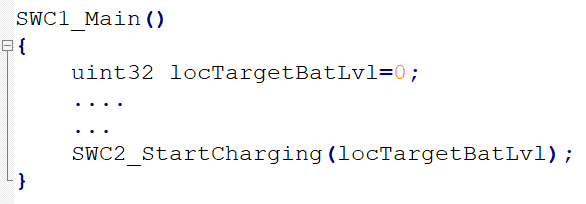 SWC1_Main()
{
uint32 locTargetBatLvl=0;
....
...
SWC2_StartCharging(locTargetBatLvl);
}